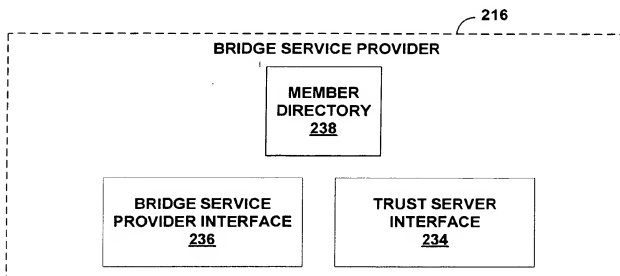 216
BRIDGE SERVICE PROVIDER
MEMBER
DIRECTORY
238
BRIDGE SERVICE
PROVIDER INTERFACE
236
TRUST SERVER
INTERFACE
234